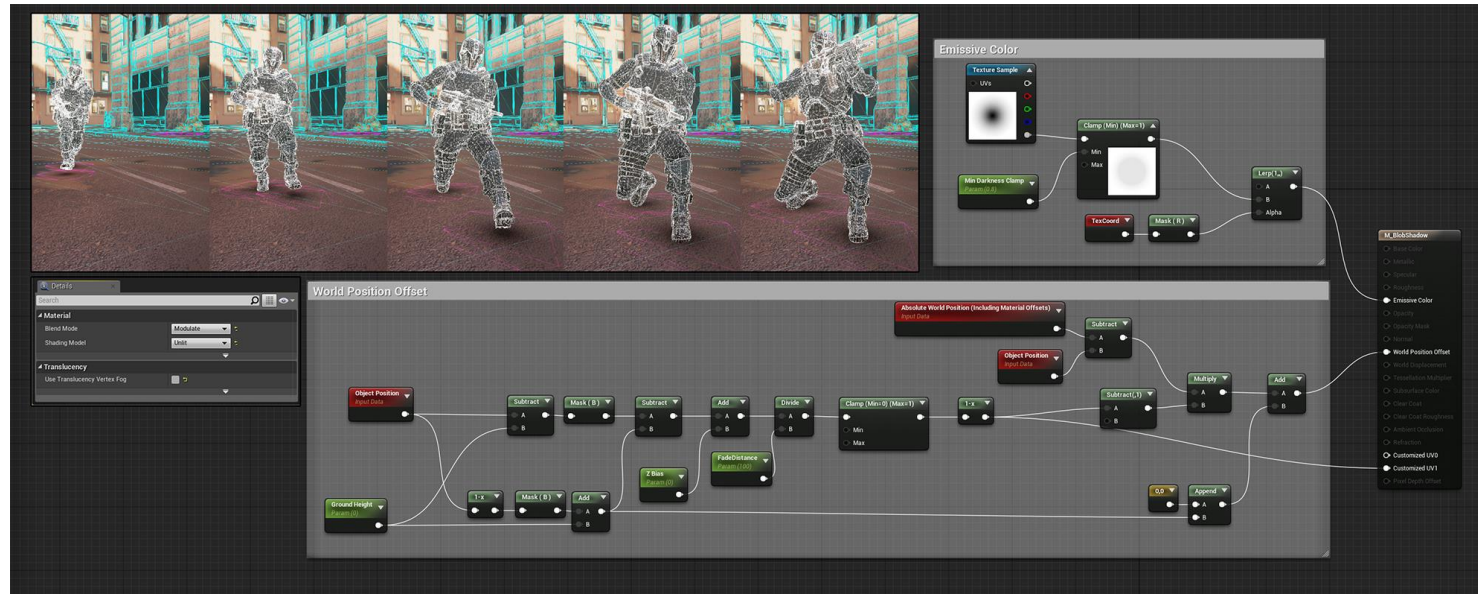 Emissive Color
Texture Sample
UVs
Clamp (Min) (Max=1)
Min
Max
Min Darkness Clamp
Param (0.8)
TexCoord
Mask ( R )
Lerp(1,,)
A
B
Alpha
M_BlobShadow
Base Color
Metallic
Specular
Roughness
Emissive Color
Opacity
Opacity Mask
Normal
World Position Offset
World Displacement
Tessellation Multiplier
Subsurface Color
Clear Coat
Clear Coat Roughness
Ambient Occlusion
Refraction
Customized UV0
Customized UV1
Pixel Depth Offset
Details
Search
Material
Blend Mode
Modulate
Shading Model
Unlit
Translucency
Use Translucency Vertex Fog
World Position Offset
Absolute World Position (Including Material Offsets)
Input Data
Object Position
Input Data
Subtract
A
B
Object Position
Input Data
Subtract
A
B
Mask ( B )
Subtract
A
B
Add
A
B
Divide
A
B
Clamp (Min=0) (Max=1)
Min
Max
1-x
Subtract(,1)
A
B
Multiply
A
B
Add
A
B
Z Bias
Param (0)
FadeDistance
Param (100)
Ground Height
Param (0)
1-x
Mask ( B )
Add
A
B
0,0
Append
A
B